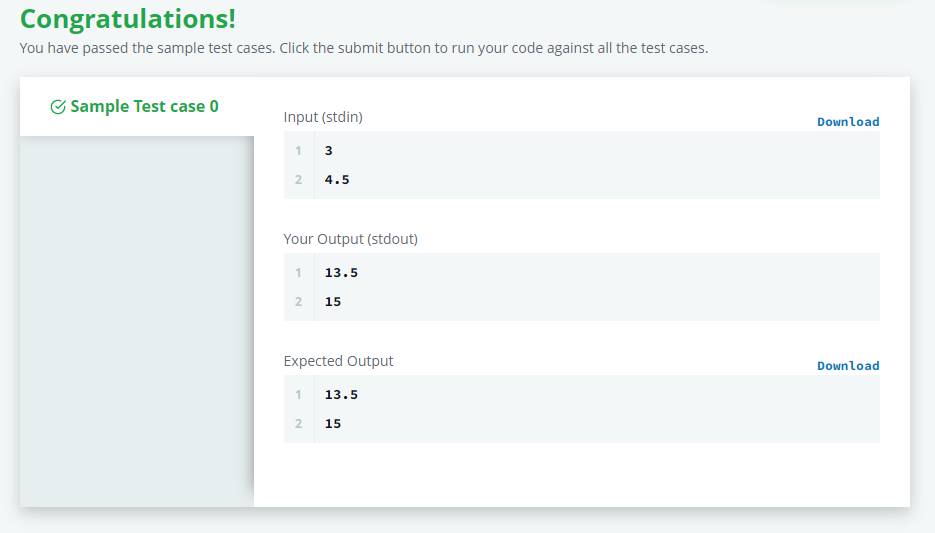 Congratulations!
You have passed the sample test cases. Click the submit button to run your code against all the test cases.
Sample Test case 0
Input (stdin)
Download
1 3
2 4.5
Your Output (stdout)
1 13.5
2 15
Expected Output
Download
1 13.5
2 15